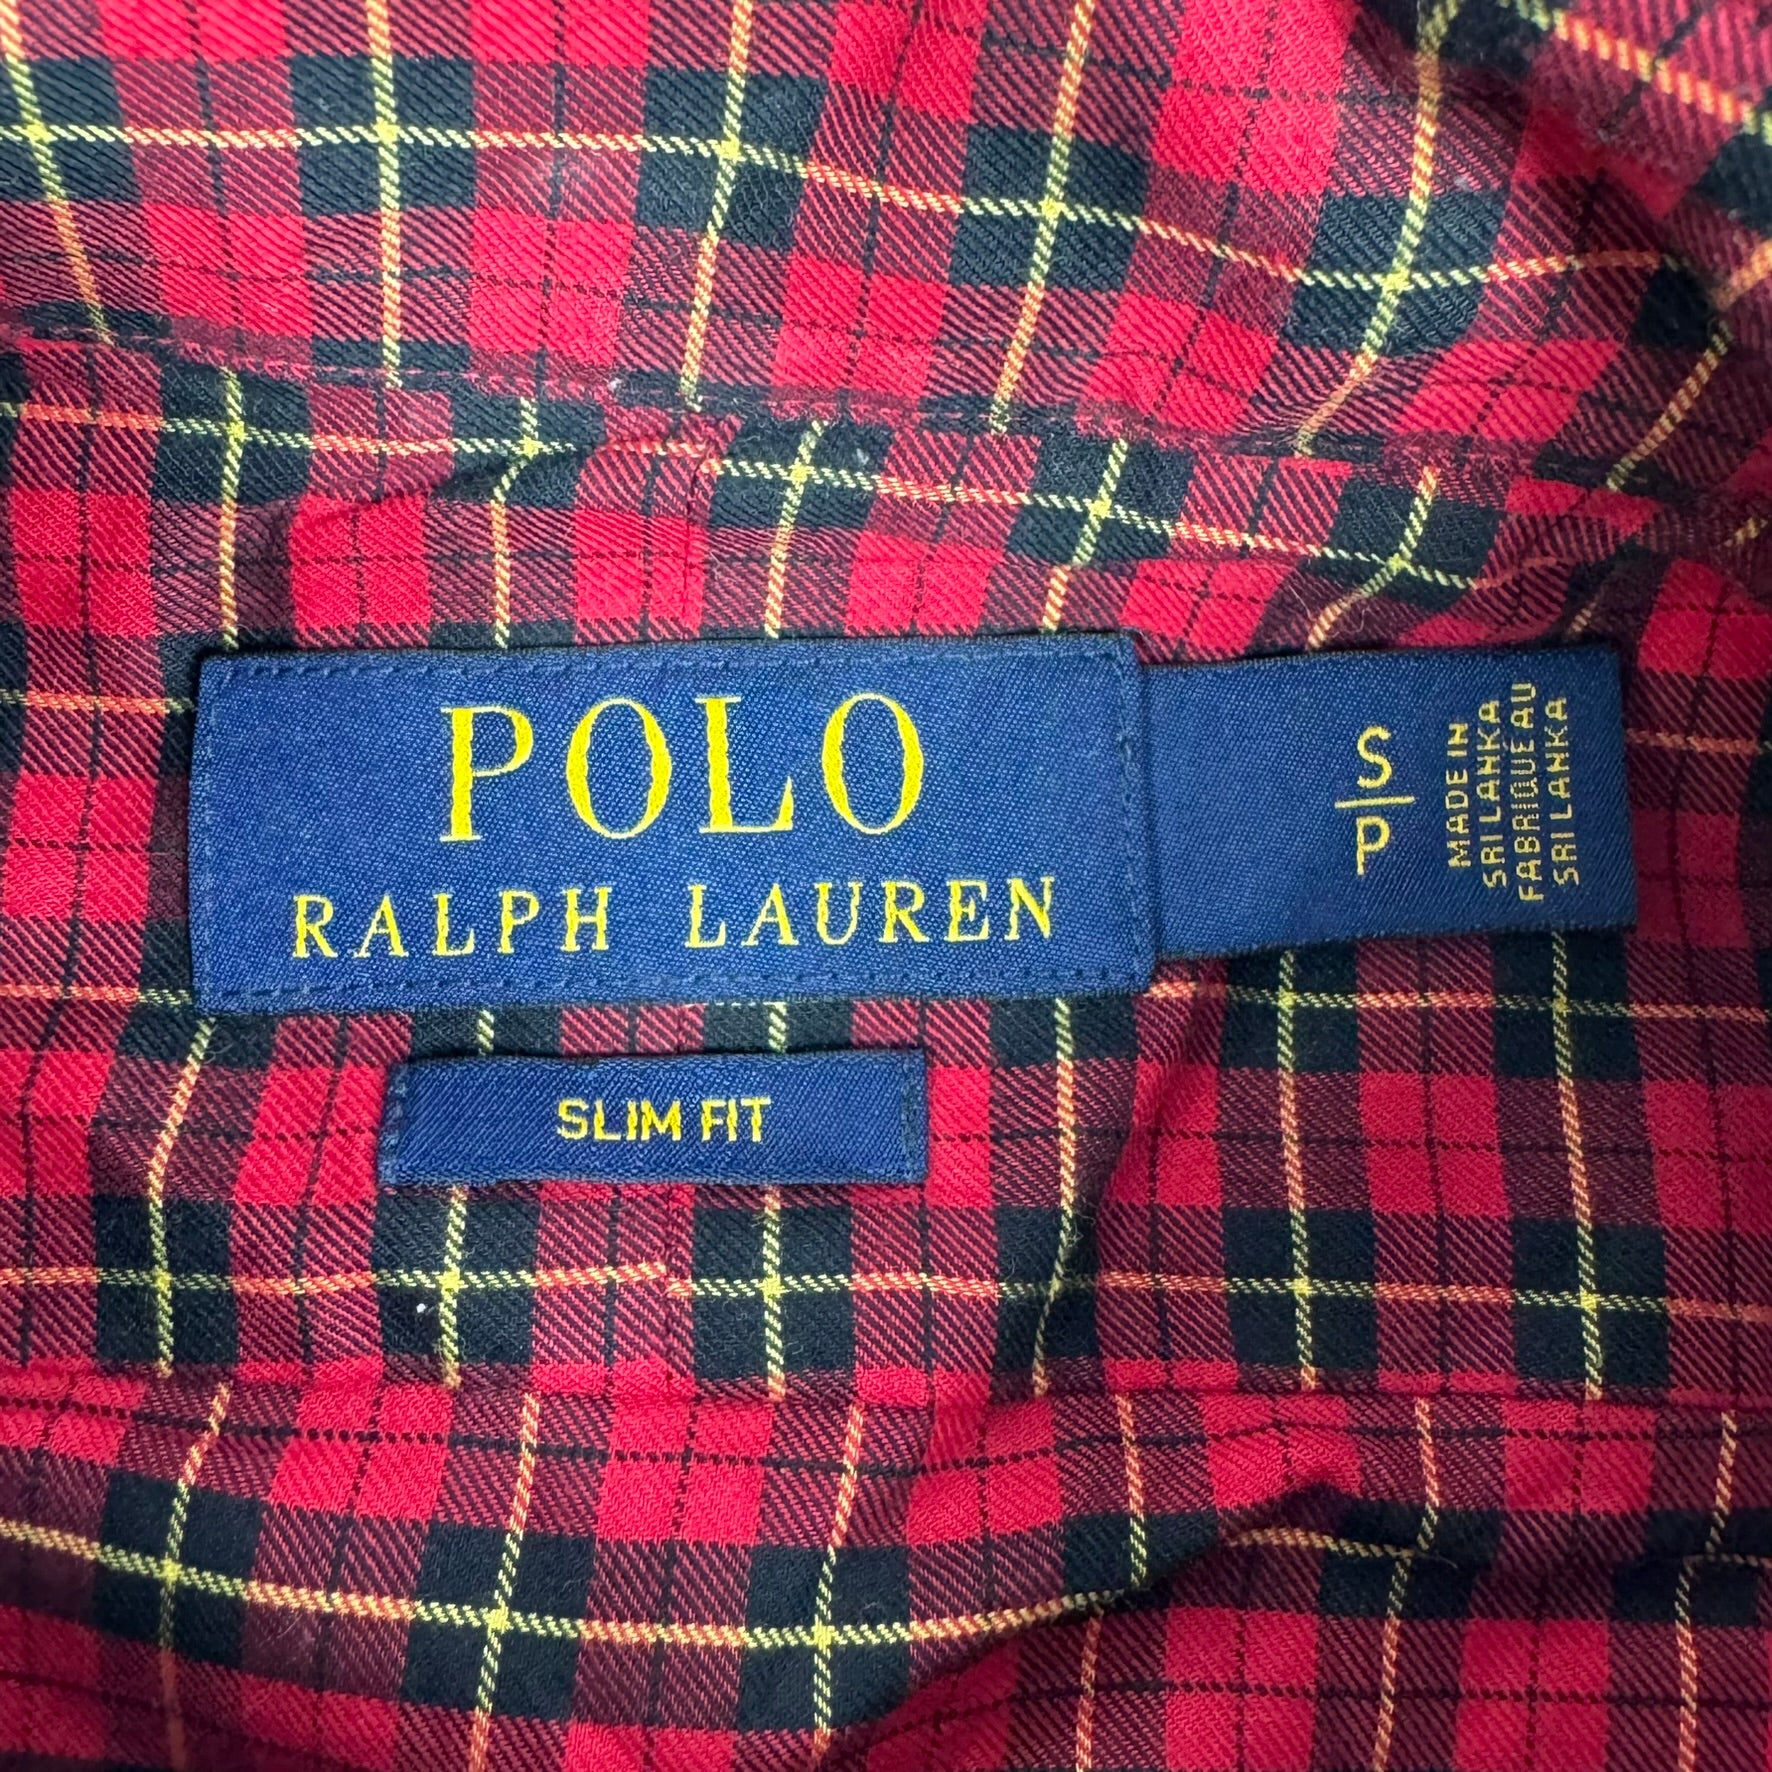 POLO
RALPH LAUREN
S
P
MADE IN
SRI LANKA
FABRIQUÉ AU
SRI LANKA
SLIM FIT